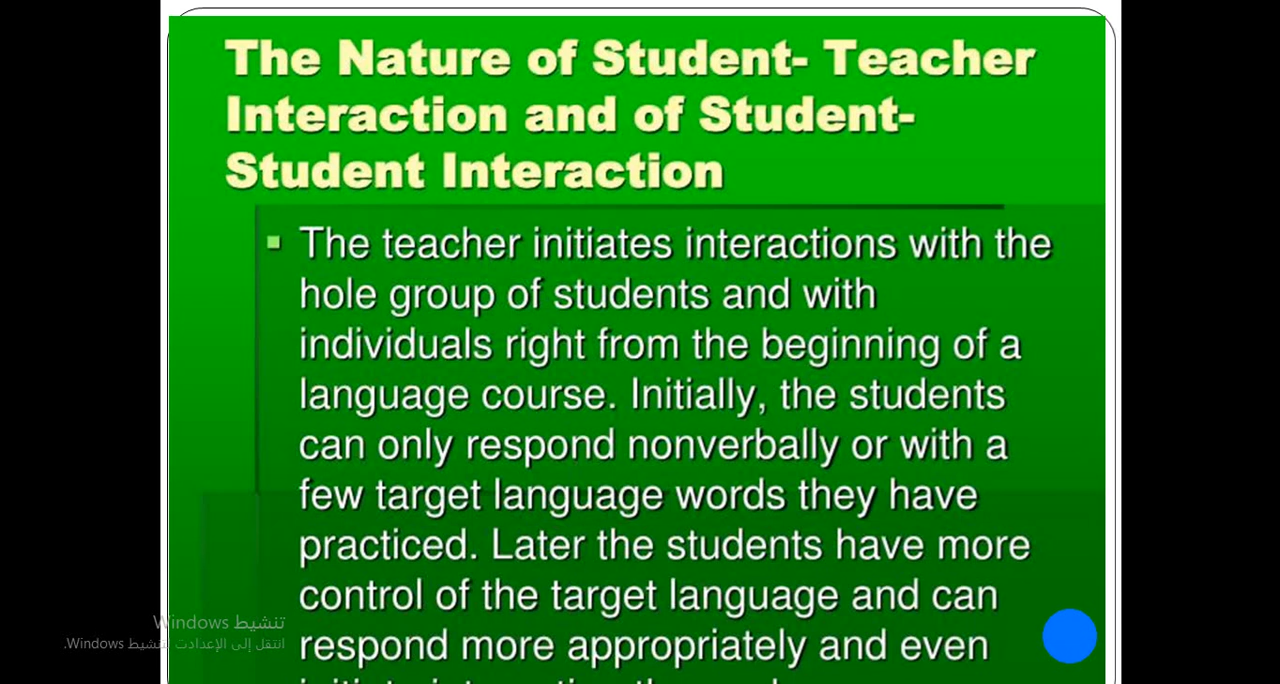 The Nature of Student- Teacher
Interaction and of Student-
Student Interaction
The teacher initiates interactions with the
hole group of students and with
individuals right from the beginning of a
language course. Initially, the students
can only respond nonverbally or with a
few target language words they have
practiced. Later the students have more
control of the target language and can
respond more appropriately and even
تنشيط Windows
انتقل إلى الإعدادات لتنشيط Windows.